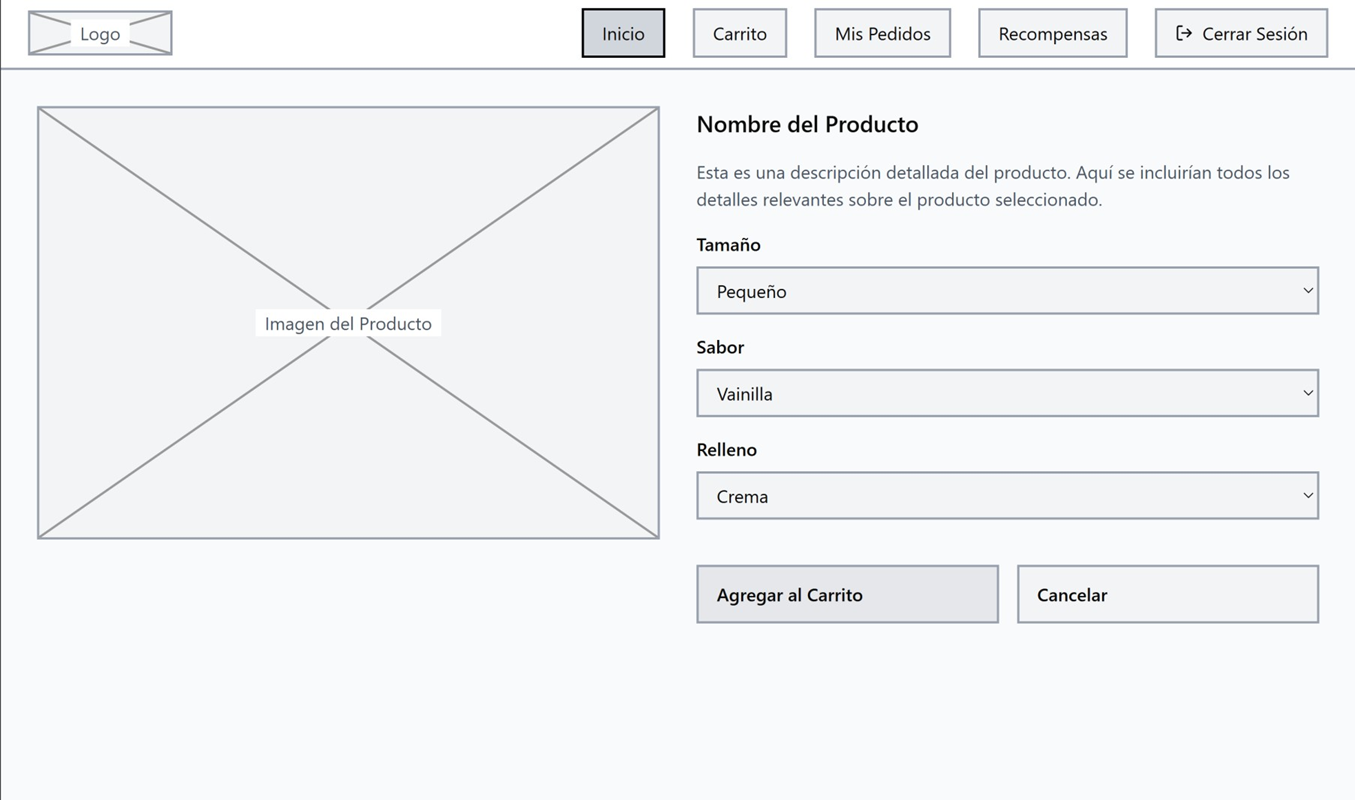 Logo
Inicio
Carrito
Mis Pedidos
Recompensas
Cerrar Sesión
Imagen del Producto
Nombre del Producto
Esta es una descripción detallada del producto. Aquí se incluirían todos los
detalles relevantes sobre el producto seleccionado.
Tamaño
Pequeño
Sabor
Vainilla
Relleno
Crema
Agregar al Carrito
Cancelar